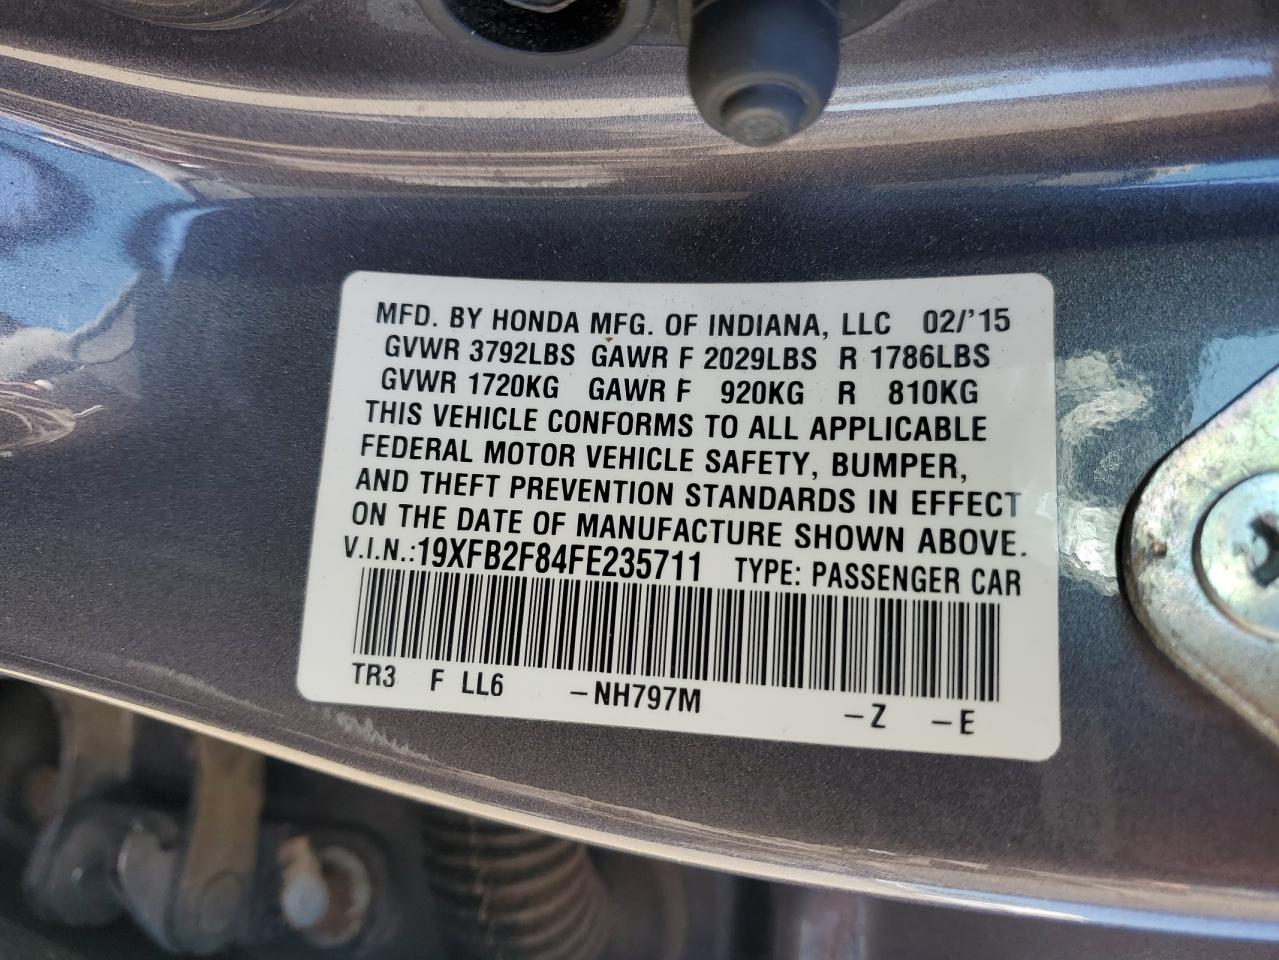 MFD. BY HONDA MFG. OF INDIANA, LLC 02/'15
GVWR 3792LBS GAWR F 2029LBS R 1786LBS
GVWR 1720KG GAWR F 920KG R 810KG
THIS VEHICLE CONFORMS TO ALL APPLICABLE
FEDERAL MOTOR VEHICLE SAFETY, BUMPER,
AND THEFT PREVENTION STANDARDS IN EFFECT
ON THE DATE OF MANUFACTURE SHOWN ABOVE.
V.I.N.:19XFB2F84FE235711 TYPE: PASSENGER CAR
TR3 F LL6 –NH797M –Z –E